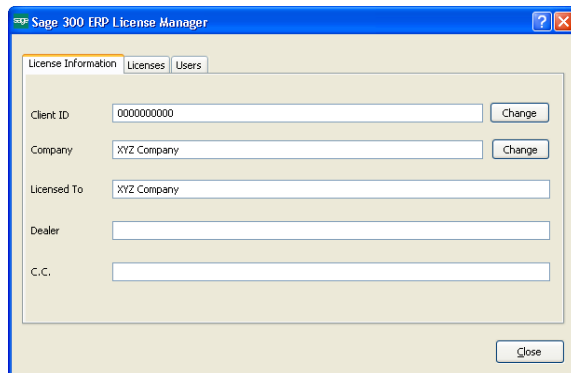 Sage 300 ERP License Manager
License Information Licenses Users
Client ID 0000000000 Change
Company XYZ Company Change
Licensed To XYZ Company
Dealer
C.C.
Close